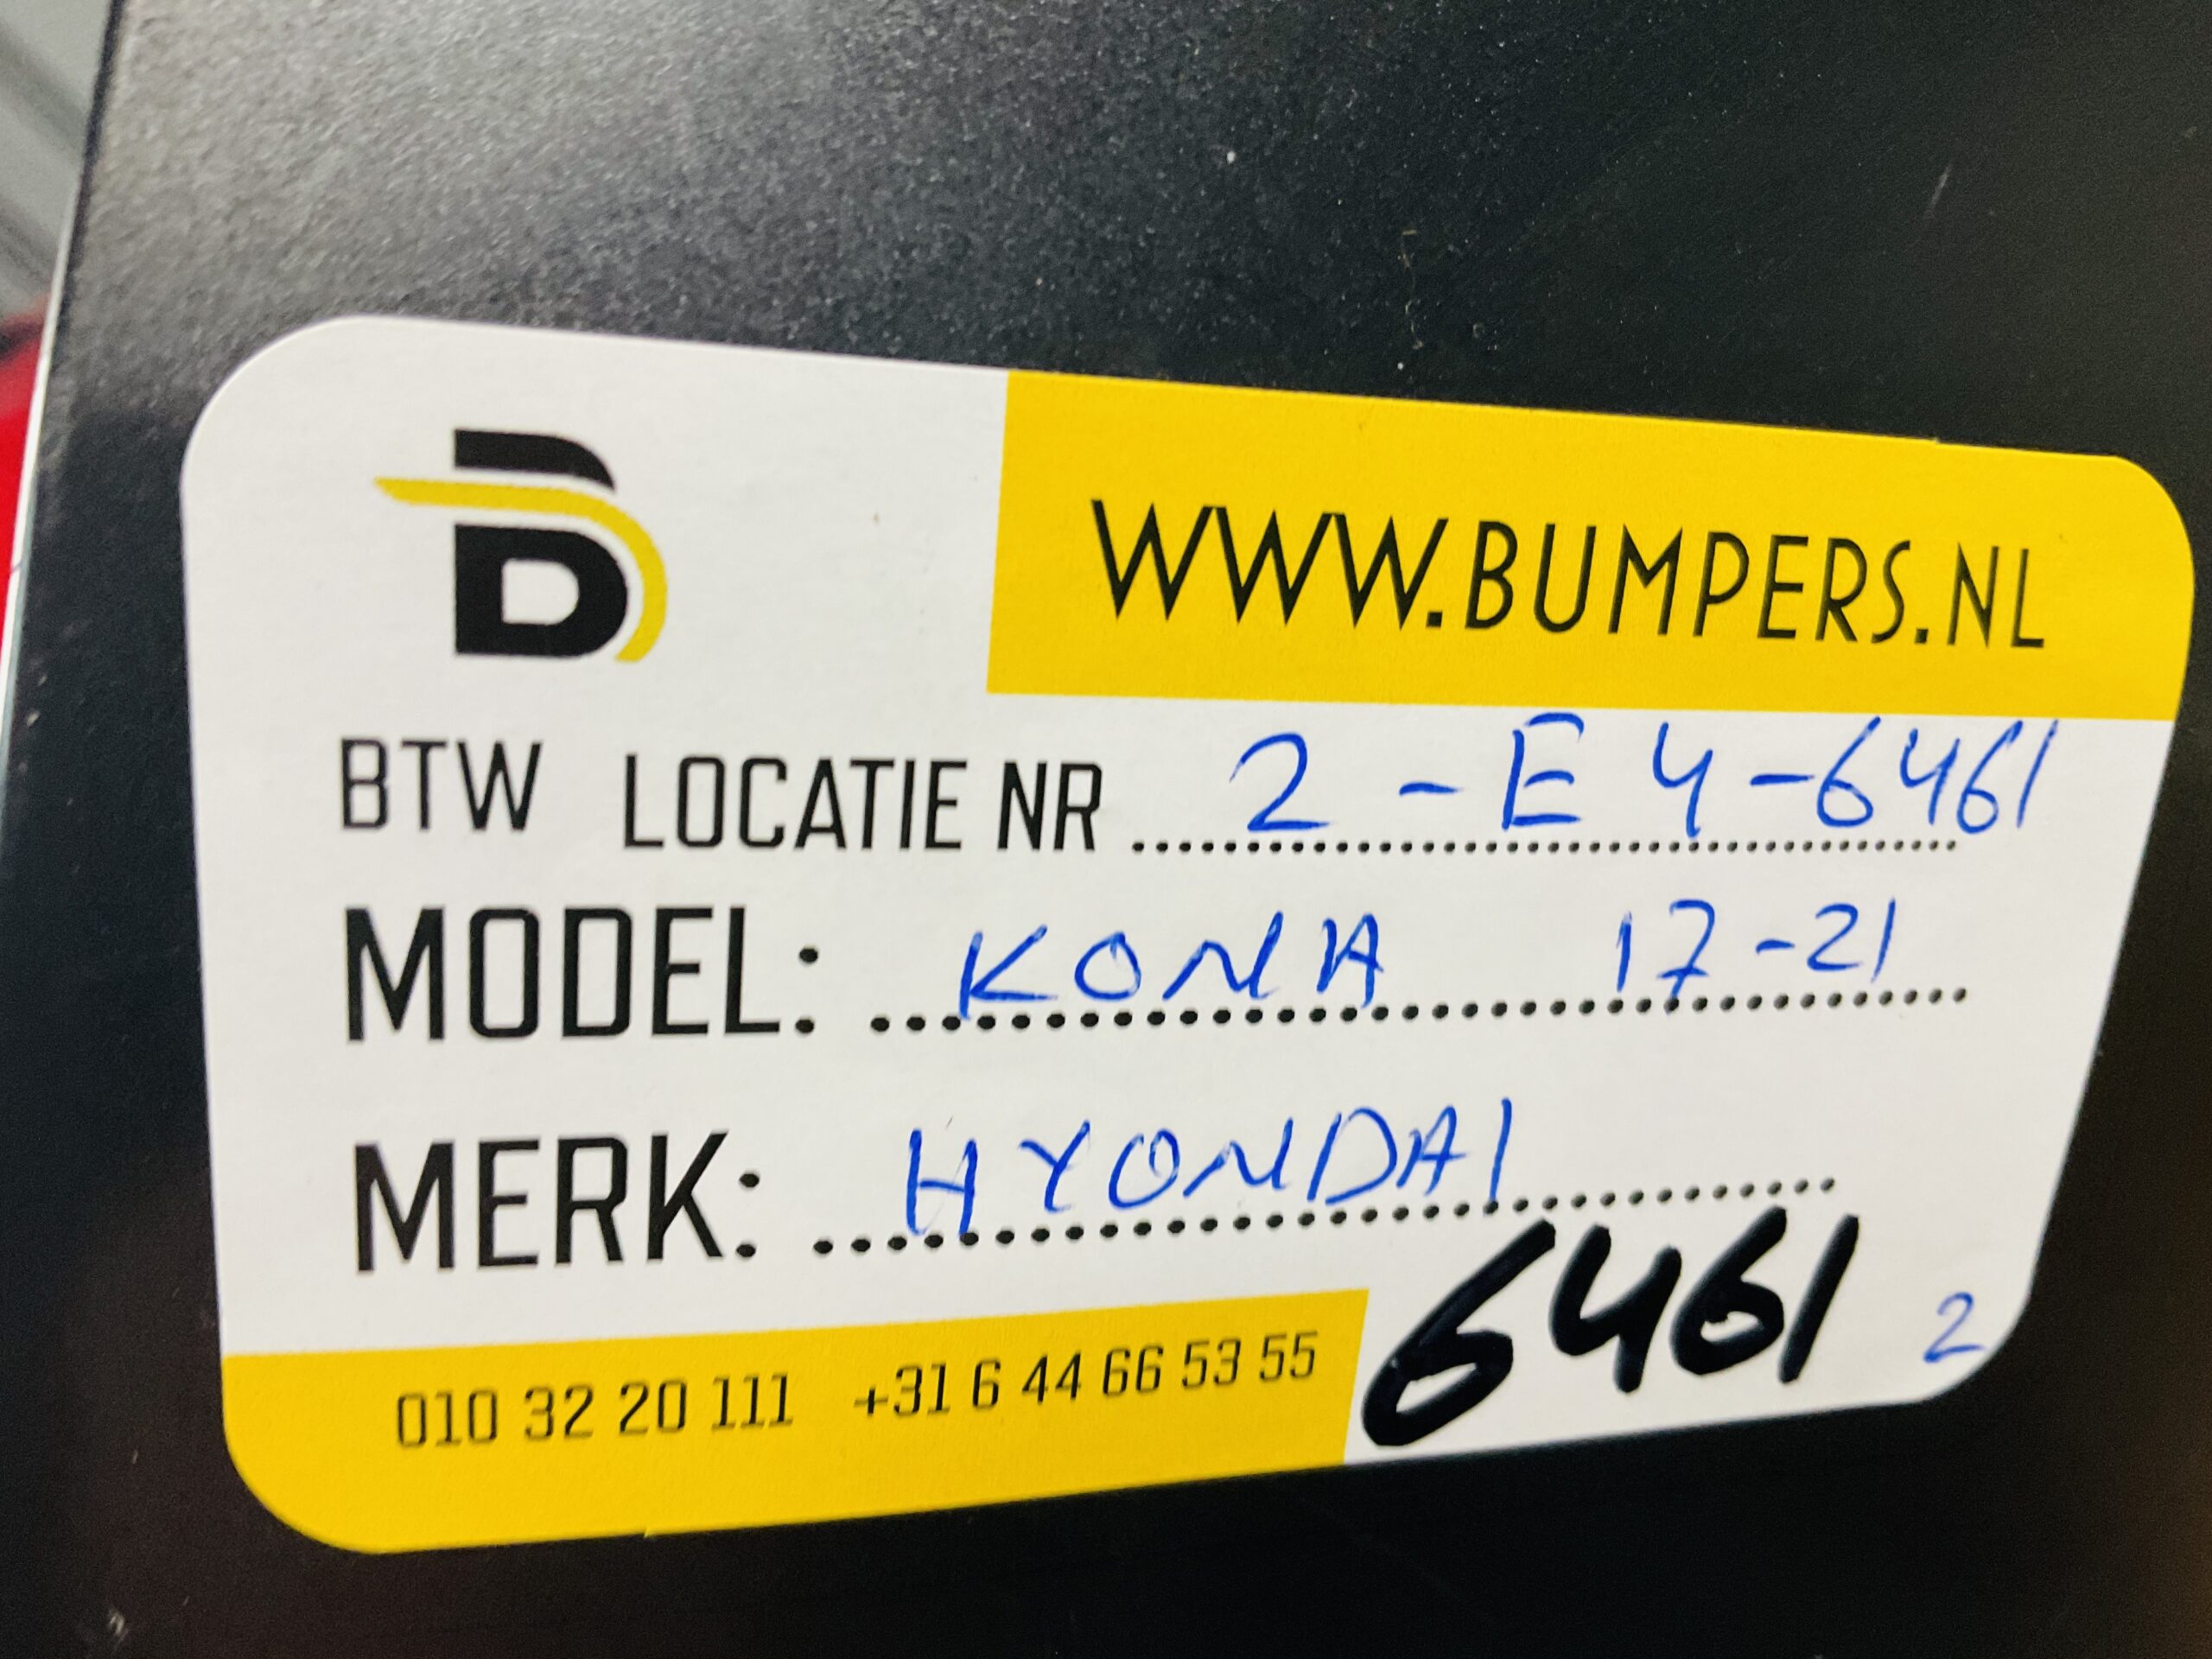 B
WWW.BUMPERS.NL
BTW LOCATIE NR 2-E4-6461
MODEL: KONA 17-21
MERK: HYONDAI
010 32 20 111 +31 6 44 66 53 55
6461 2